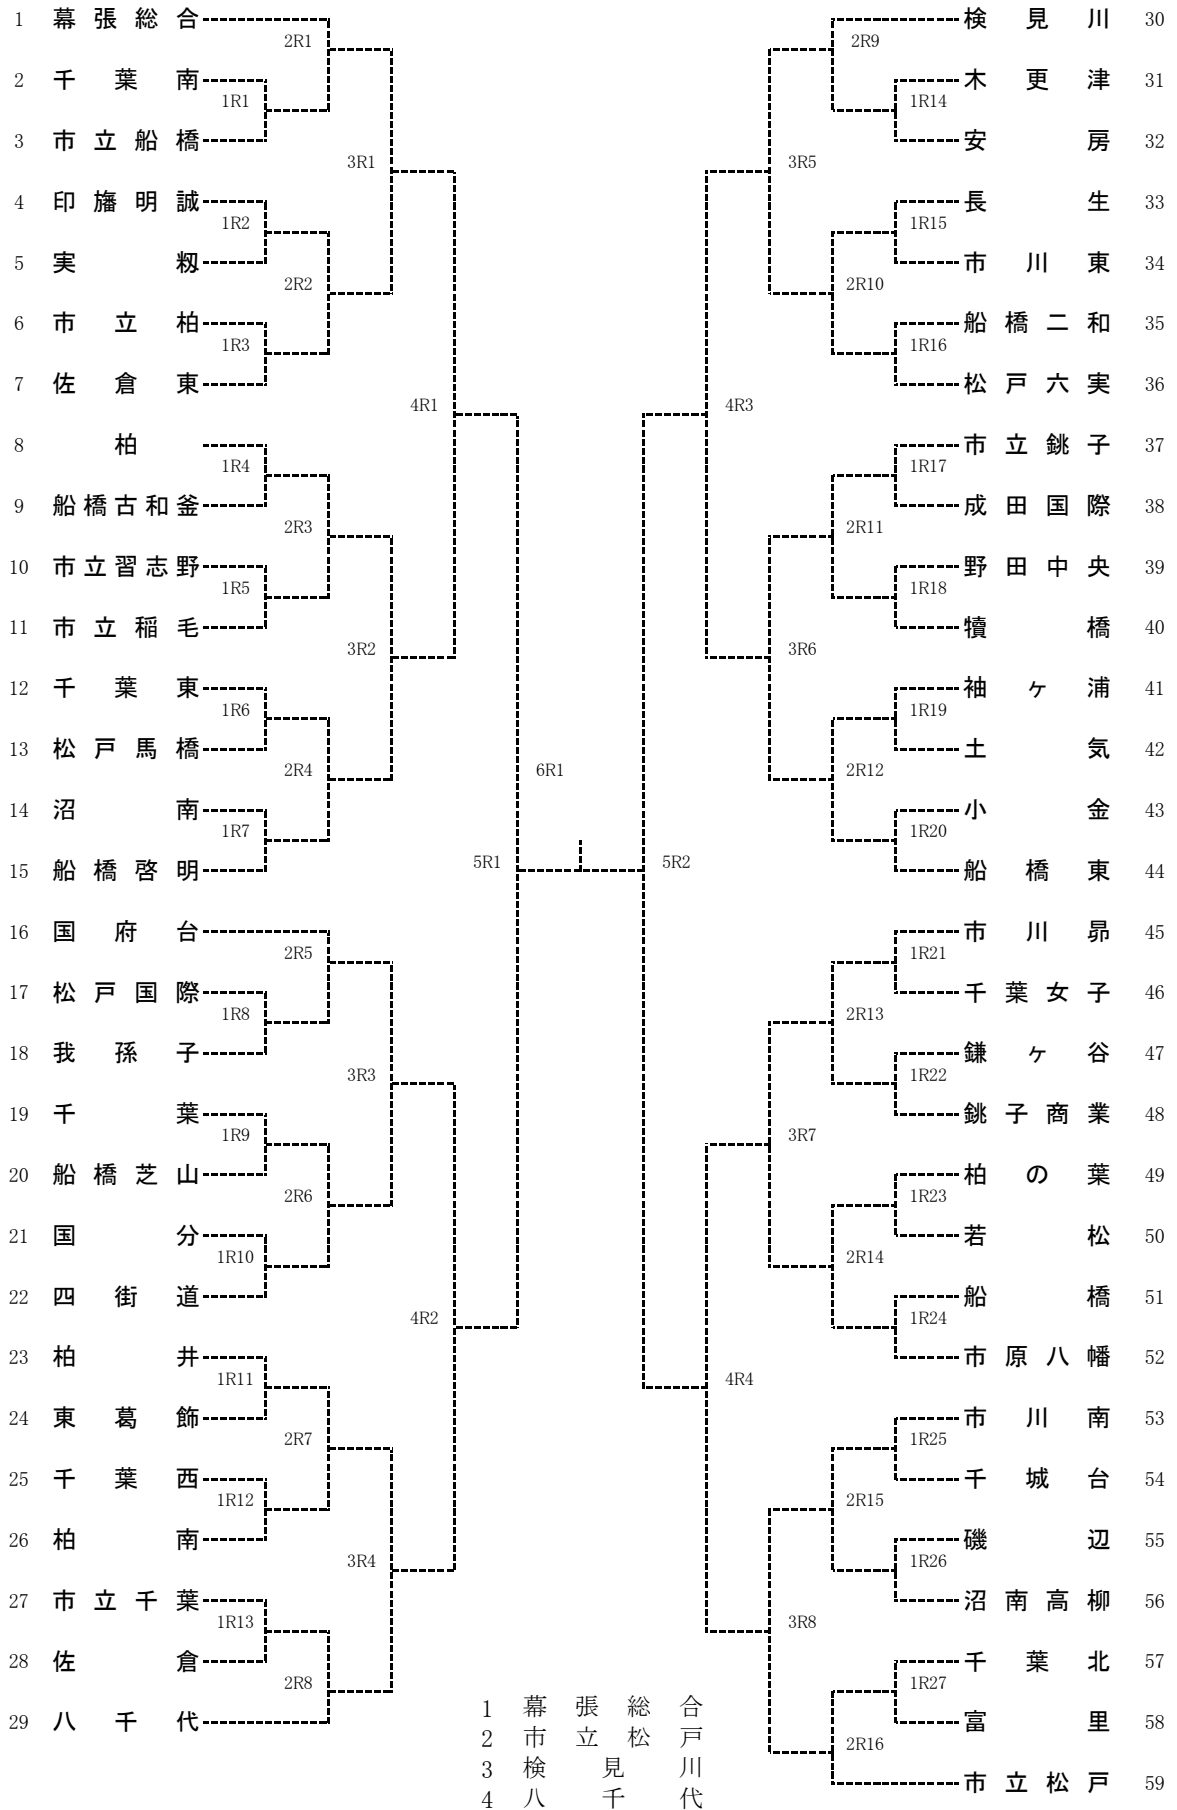 1 幕張総合
2R1
2 千葉南
1R1
3 市立船橋
3R1
4 印旛明誠
1R2
5 実籾
2R2
6 市立柏
1R3
7 佐倉東
4R1
8 柏
1R4
9 船橋古和釜
2R3
10 市立習志野
1R5
11 市立稲毛
3R2
12 千葉東
1R6
13 松戸馬橋
2R4
14 沼南
1R7
15 船橋啓明
5R1
16 国府台
2R5
17 松戸国際
1R8
18 我孫子
3R3
19 千葉
1R9
20 船橋芝山
2R6
21 国分
1R10
22 四街道
4R2
23 柏井
1R11
24 東葛飾
2R7
25 千葉西
1R12
26 柏南
3R4
27 市立千葉
1R13
28 佐倉
2R8
29 八千代
6R1
検見川 30
2R9
木更津 31
1R14
安房 32
3R5
長生 33
1R15
市川東 34
2R10
船橋二和 35
1R16
松戸六実 36
4R3
市立銚子 37
1R17
成田国際 38
2R11
野田中央 39
1R18
犢橋 40
3R6
袖ヶ浦 41
1R19
土気 42
2R12
小金 43
1R20
船橋東 44
5R2
市川昴 45
1R21
千葉女子 46
2R13
鎌ヶ谷 47
1R22
銚子商業 48
3R7
柏の葉 49
1R23
若松 50
2R14
船橋 51
1R24
市原八幡 52
4R4
市川南 53
1R25
千城台 54
2R15
磯辺 55
1R26
沼南高柳 56
3R8
千葉北 57
1R27
富里 58
2R16
市立松戸 59
1 幕張総合
2 市立松戸
3 検見川
4 八千代